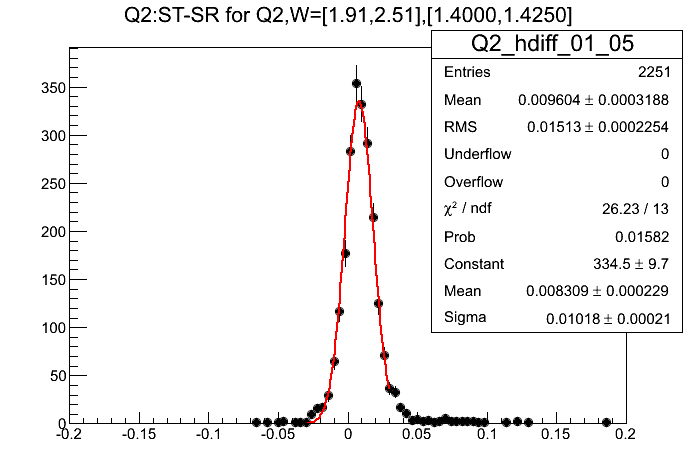 Q2:ST-SR for Q2,W=[1.91,2.51],[1.4000,1.4250]
Q2_hdiff_01_05
Entries 2251
Mean 0.009604 ± 0.0003188
RMS 0.01513 ± 0.0002254
Underflow 0
Overflow 0
χ² / ndf 26.23 / 13
Prob 0.01582
Constant 334.5 ± 9.7
Mean 0.008309 ± 0.000229
Sigma 0.01018 ± 0.00021
350
300
250
200
150
100
50
0
-0.2 -0.15 -0.1 -0.05 0 0.05 0.1 0.15 0.2